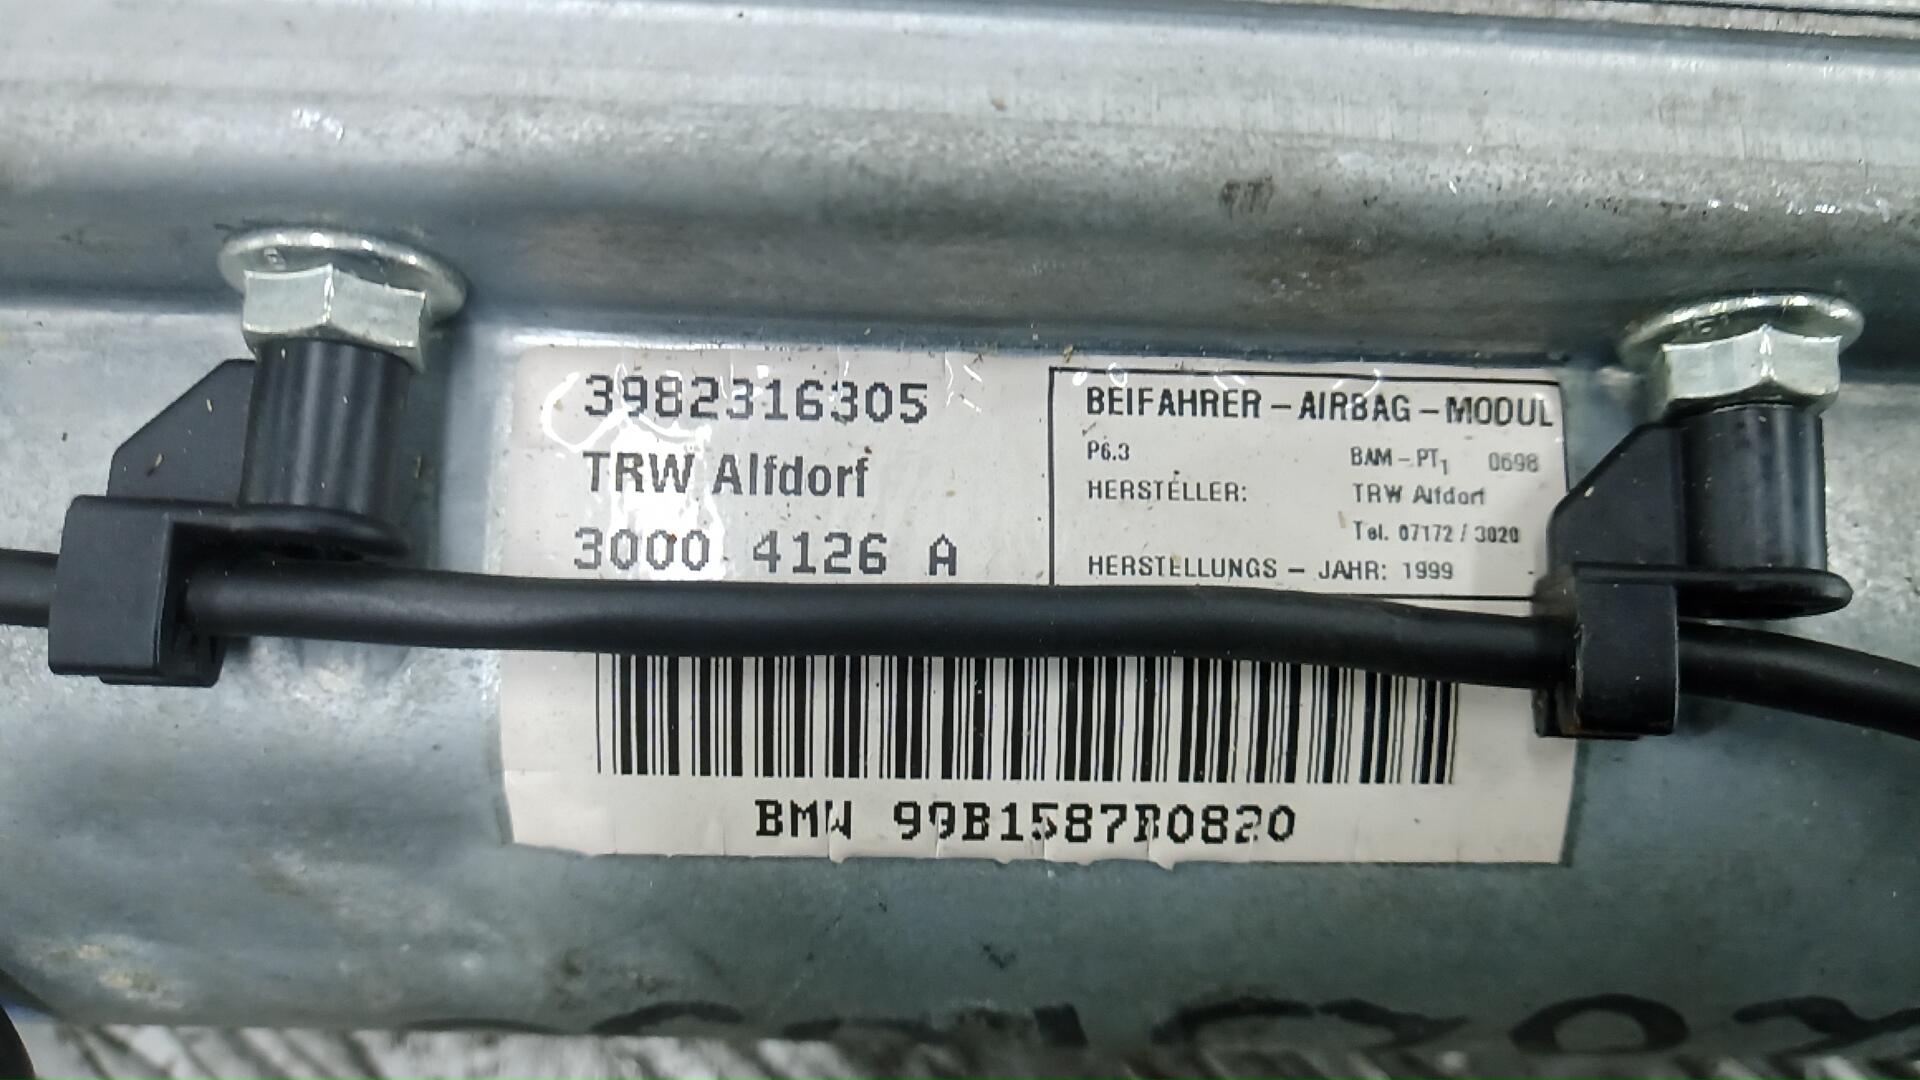 3982316305
TRW Alfdorf
3000 4126 A
BEIFAHRER – AIRBAG – MODUL
P6.3 BAM – PT1 0698
HERSTELLER: TRW Alfdorf
Tel. 07172 / 3020
HERSTELLUNGS – JAHR: 1999
BMW 99B1587B0820